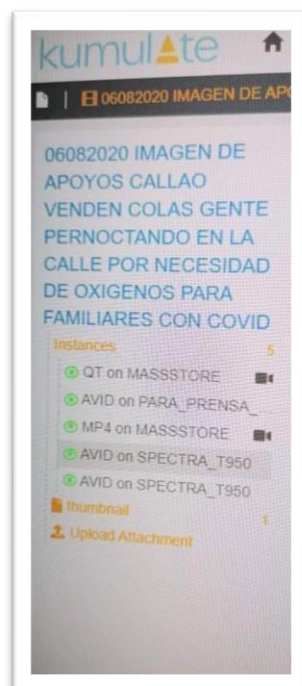 kumulate
| 06082020 IMAGEN DE APO
06082020 IMAGEN DE
APOYOS CALLAO
VENDEN COLAS GENTE
PERNOCTANDO EN LA
CALLE POR NECESIDAD
DE OXIGENOS PARA
FAMILIARES CON COVID
Instances 5
QT on MASSSTORE
AVID on PARA_PRENSA_
MP4 on MASSSTORE
AVID on SPECTRA_T950
AVID on SPECTRA_T950
thumbnail 1
Upload Attachment